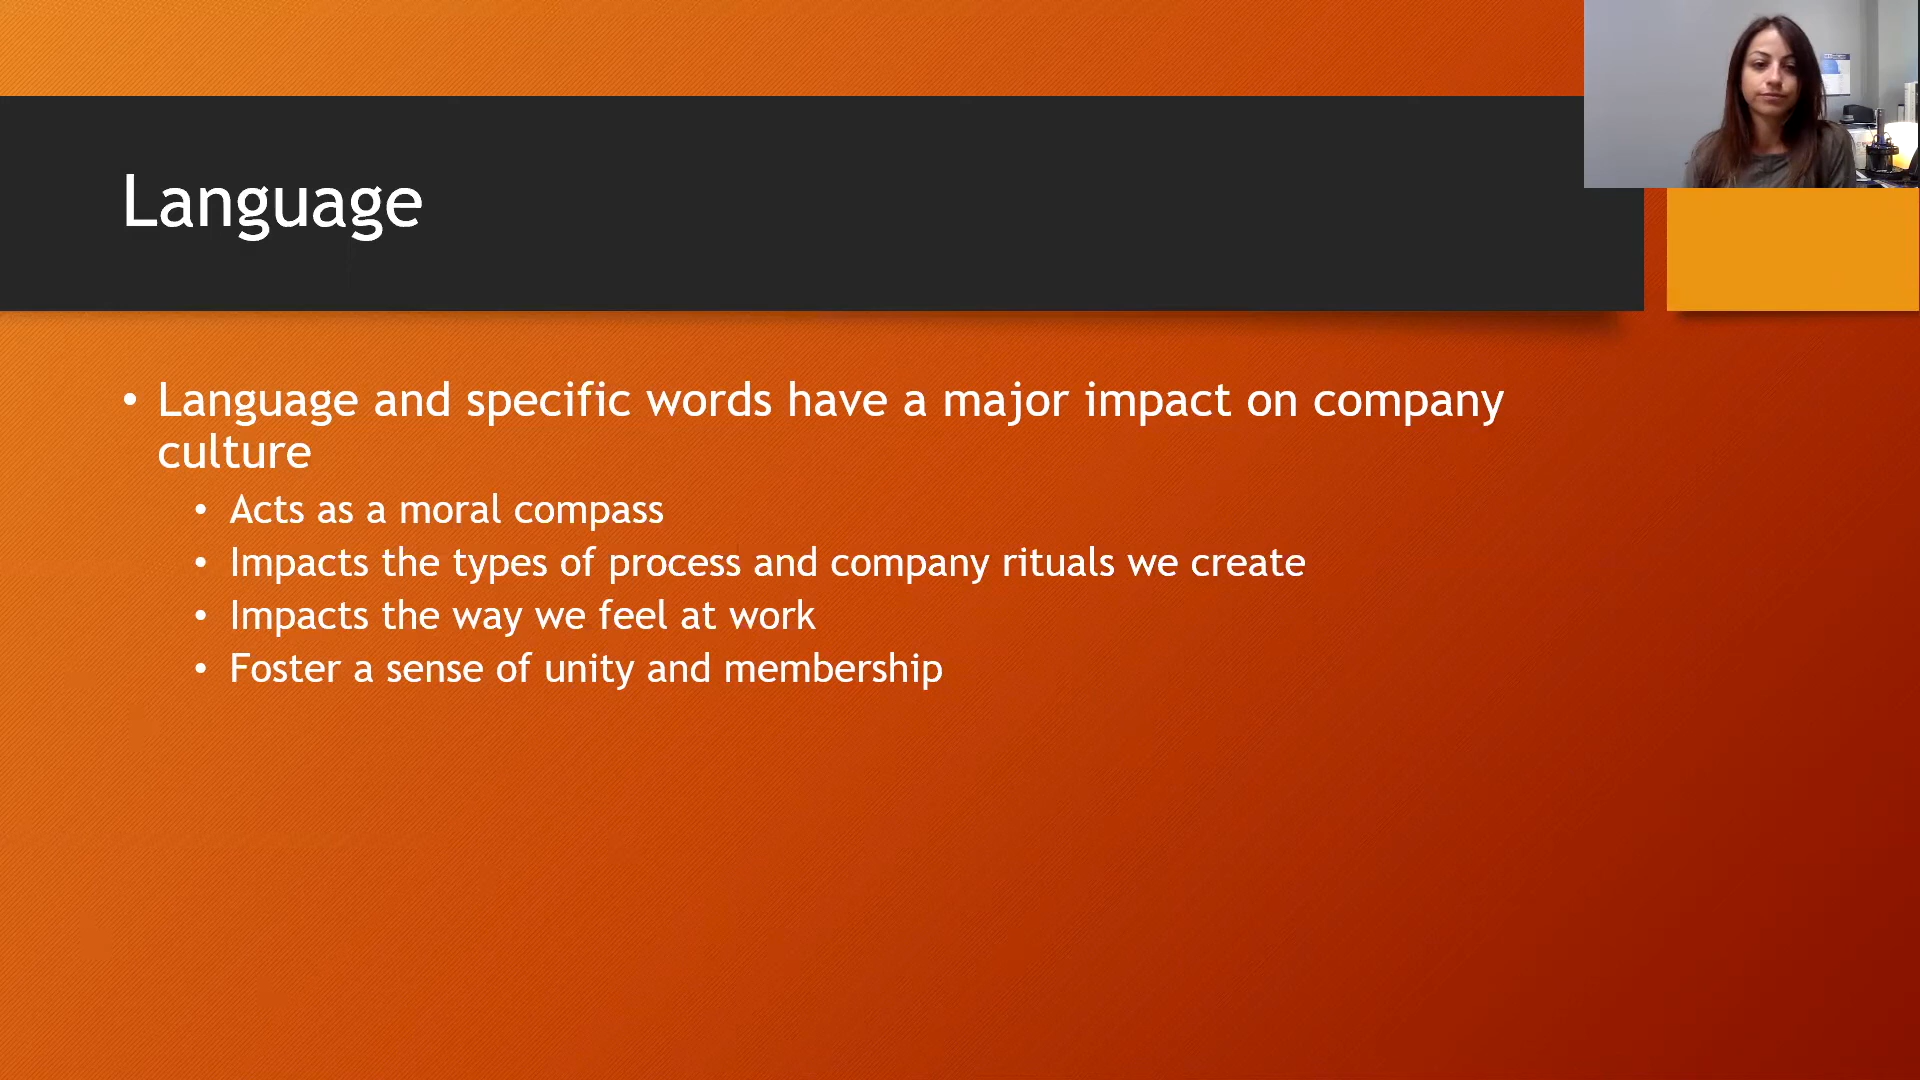 Language
• Language and specific words have a major impact on company
culture
• Acts as a moral compass
• Impacts the types of process and company rituals we create
• Impacts the way we feel at work
• Foster a sense of unity and membership